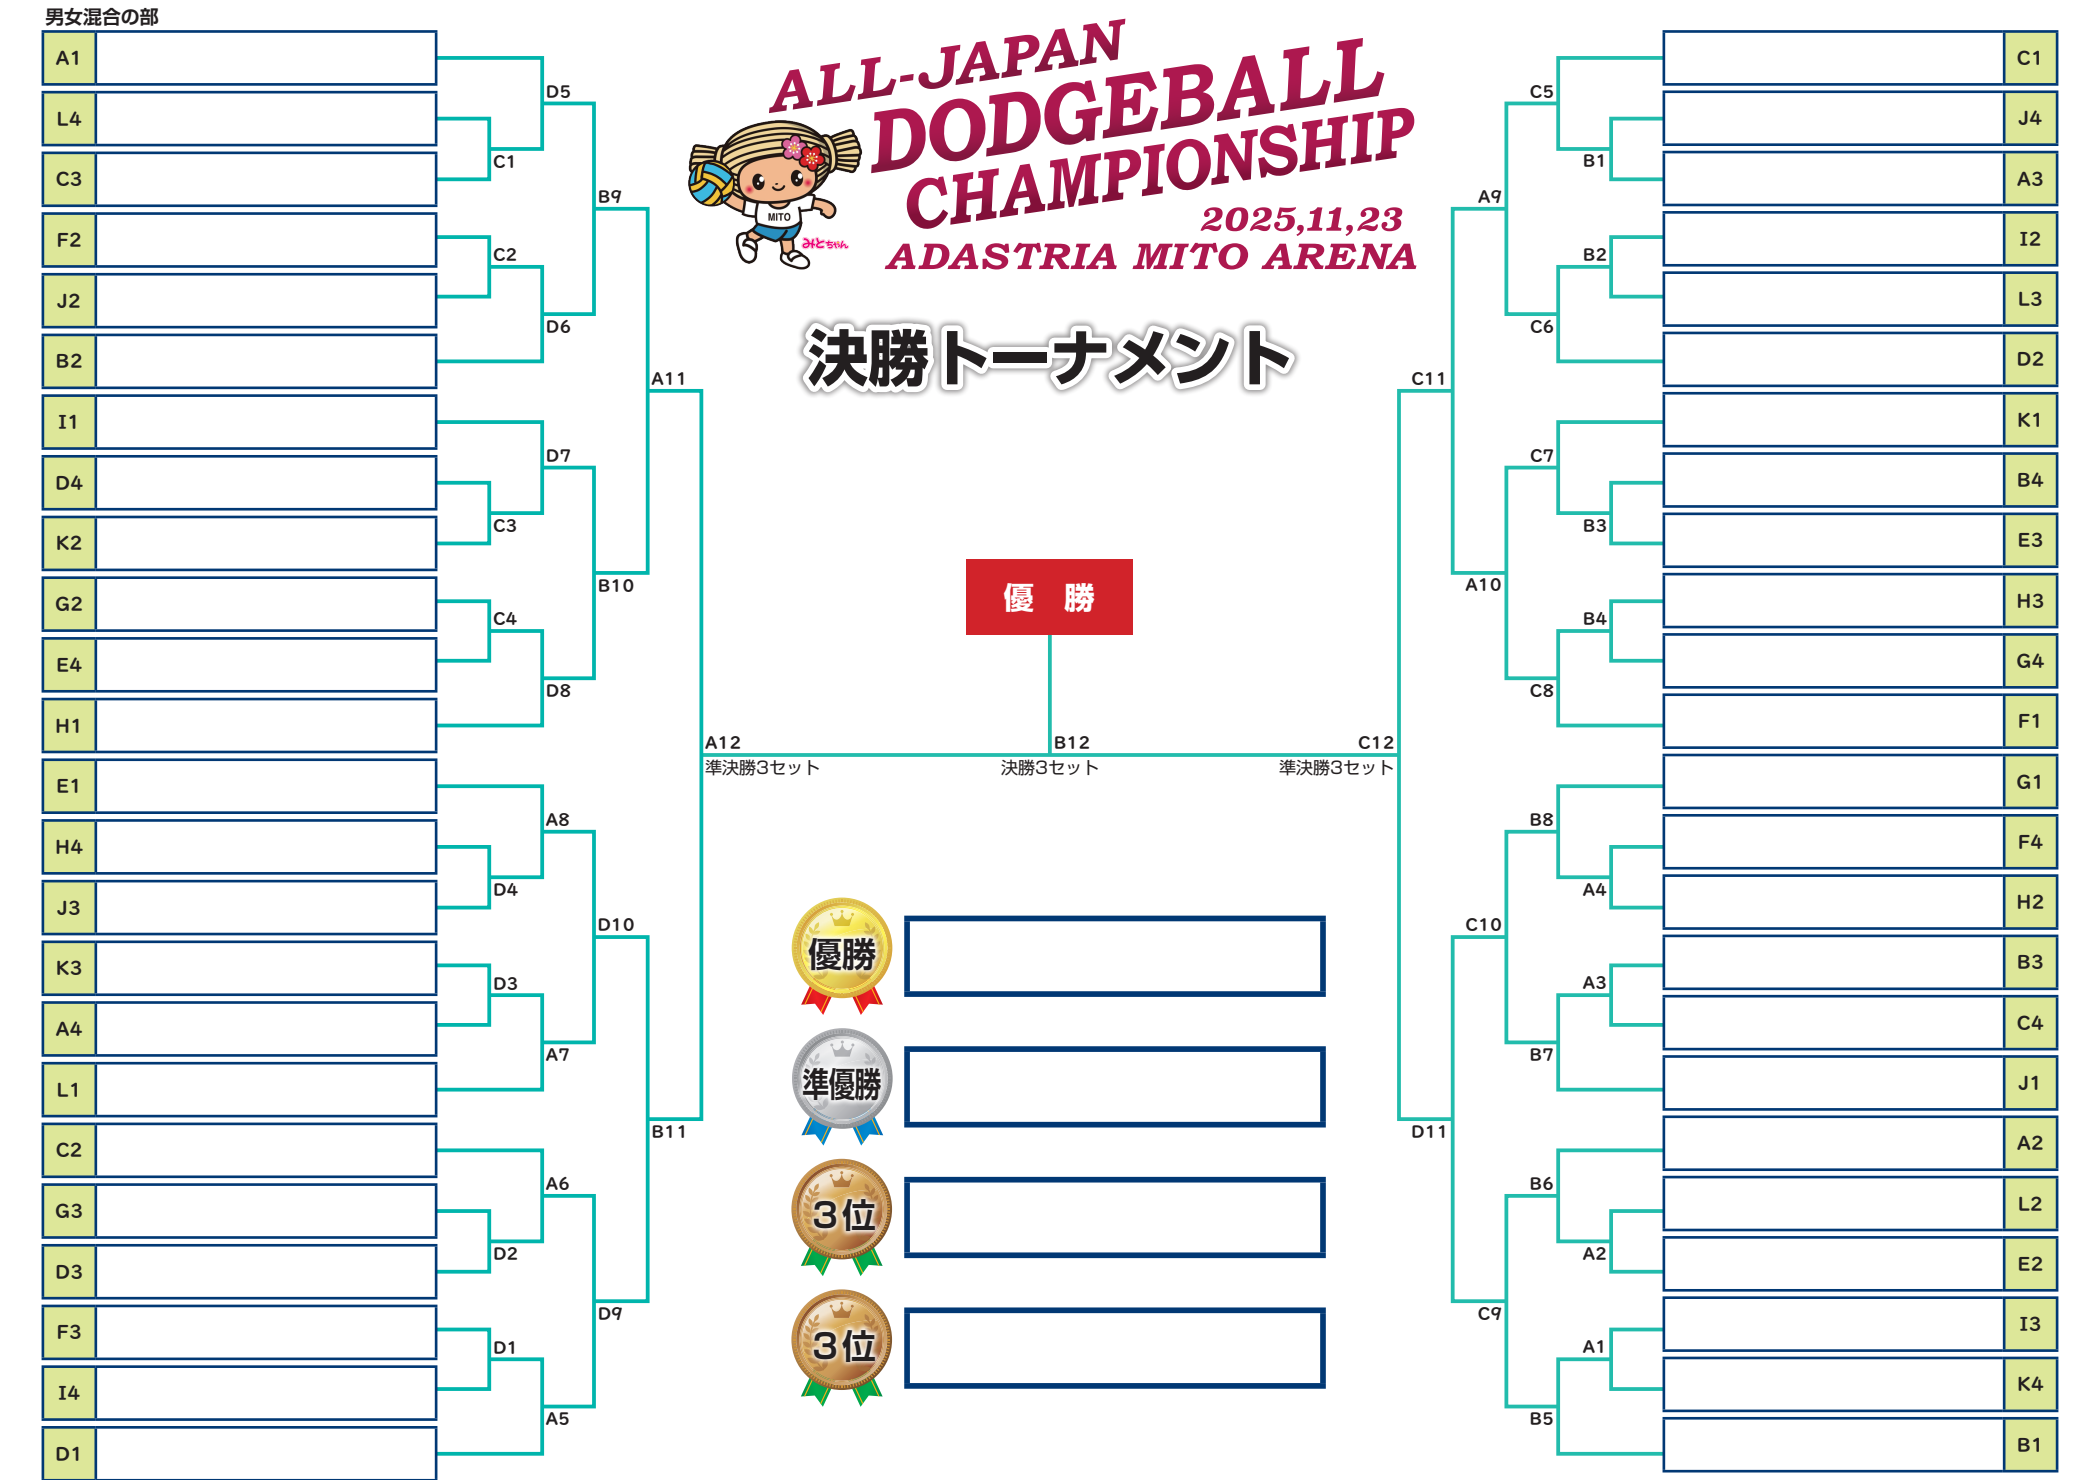 男女混合の部
A1
L4
C3
F2
J2
B2
I1
D4
K2
G2
E4
H1
E1
H4
J3
K3
A4
L1
C2
G3
D3
F3
I4
D1
D5
C1
C2
D6
D7
C3
C4
D8
A8
D4
D3
A7
A6
D2
D1
A5
B9
B10
D10
D9
A11
B11
A12
準決勝3セット
ALL-JAPAN
DODGEBALL
CHAMPIONSHIP
2025,11,23
ADASTRIA MITO ARENA
MITO
みとちゃん
決勝トーナメント
優 勝
B12
決勝3セット
優勝
準優勝
3位
3位
C12
準決勝3セット
C11
D11
A9
A10
C10
C9
C5
B1
B2
C6
C7
B3
B4
C8
B8
A4
A3
B7
B6
A2
A1
B5
C1
J4
A3
I2
L3
D2
K1
B4
E3
H3
G4
F1
G1
F4
H2
B3
C4
J1
A2
L2
E2
I3
K4
B1